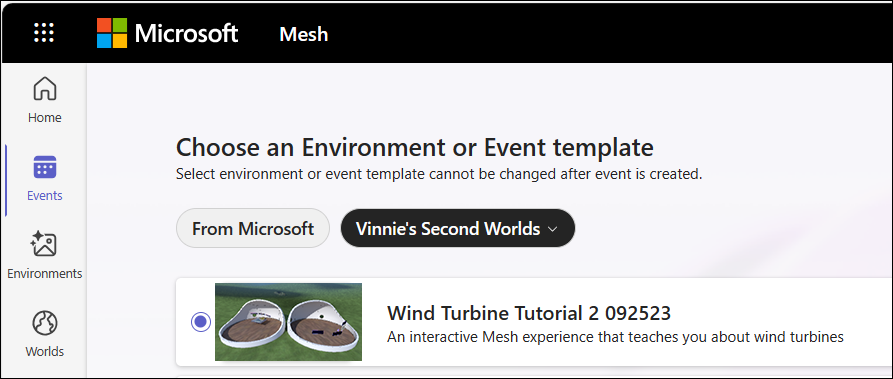 Microsoft Mesh
Home
Events
Environments
Worlds
Choose an Environment or Event template
Select environment or event template cannot be changed after event is created.
From Microsoft
Vinnie's Second Worlds
Wind Turbine Tutorial 2 092523
An interactive Mesh experience that teaches you about wind turbines